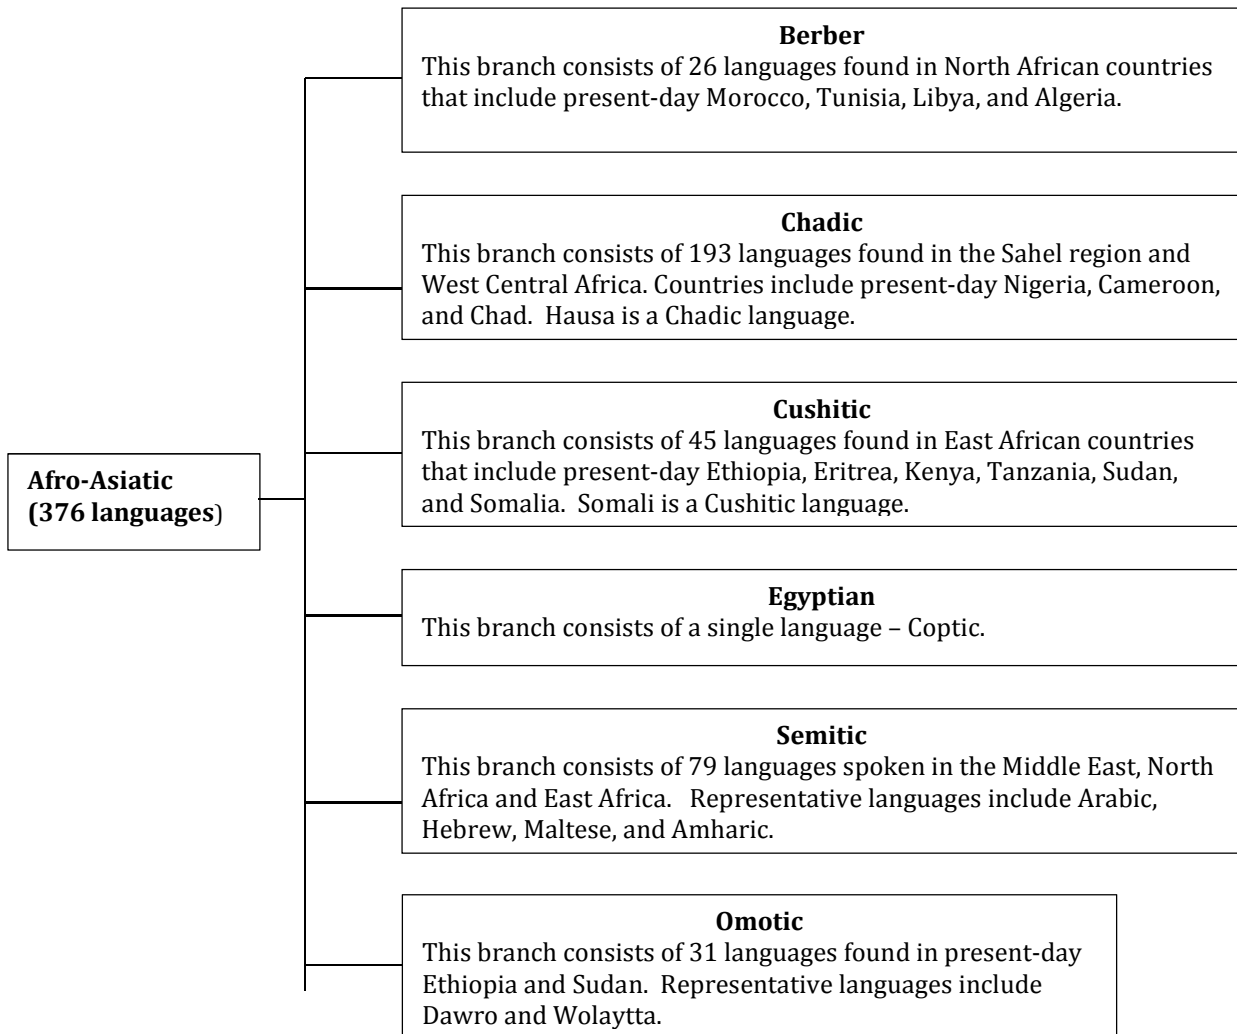 Berber
This branch consists of 26 languages found in North African countries
that include present-day Morocco, Tunisia, Libya, and Algeria.
Chadic
This branch consists of 193 languages found in the Sahel region and
West Central Africa. Countries include present-day Nigeria, Cameroon,
and Chad.  Hausa is a Chadic language.
Cushitic
This branch consists of 45 languages found in East African countries
that include present-day Ethiopia, Eritrea, Kenya, Tanzania, Sudan,
and Somalia.  Somali is a Cushitic language.
Afro-Asiatic
(376 languages)
Egyptian
This branch consists of a single language – Coptic.
Semitic
This branch consists of 79 languages spoken in the Middle East, North
Africa and East Africa.   Representative languages include Arabic,
Hebrew, Maltese, and Amharic.
Omotic
This branch consists of 31 languages found in present-day
Ethiopia and Sudan.  Representative languages include
Dawro and Wolaytta.